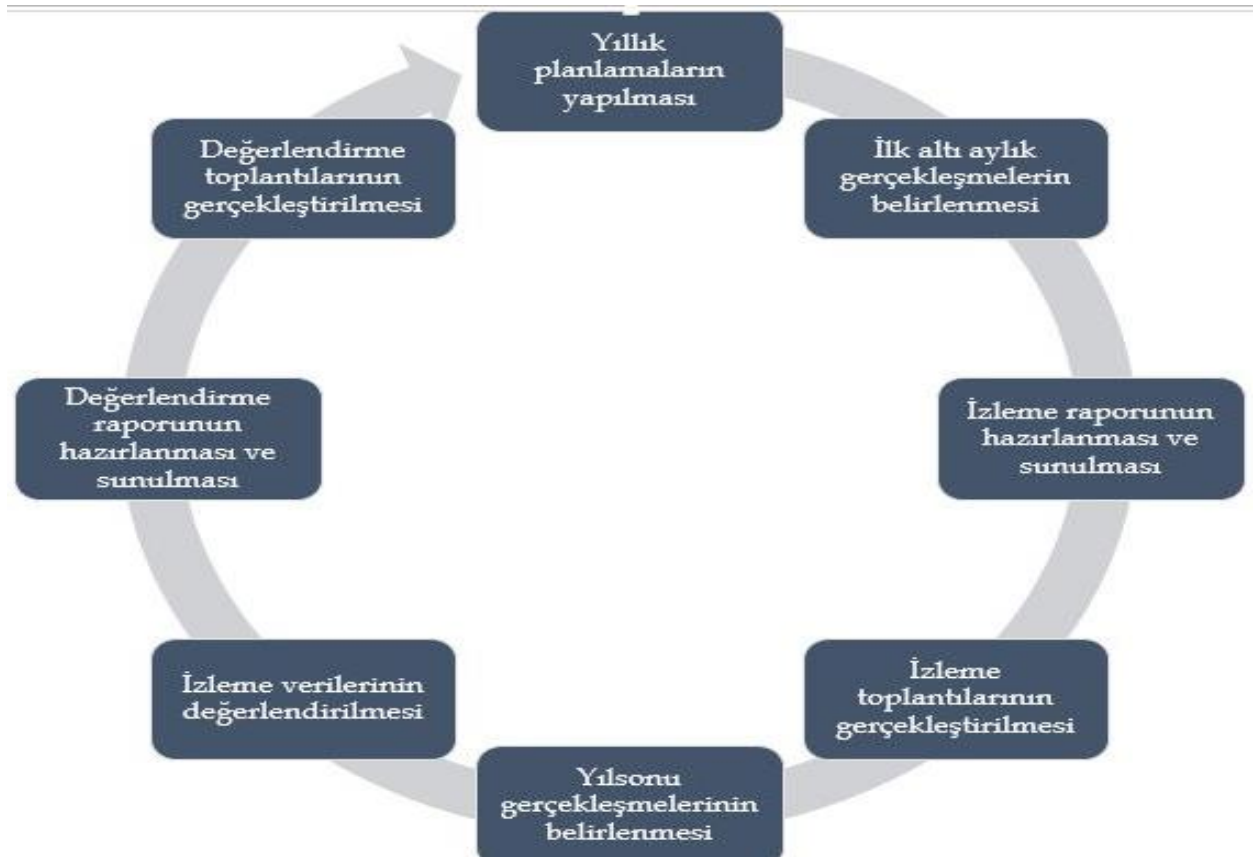 Yıllık
planlamaların
yapılması
İlk altı aylık
gerçekleşmelerin
belirlenmesi
İzleme raporunun
hazırlanması ve
sunulması
İzleme
toplantılarının
gerçekleştirilmesi
Yılsonu
gerçekleşmelerinin
belirlenmesi
İzleme verilerinin
değerlendirilmesi
Değerlendirme
raporunun
hazırlanması ve
sunulması
Değerlendirme
toplantılarının
gerçekleştirilmesi